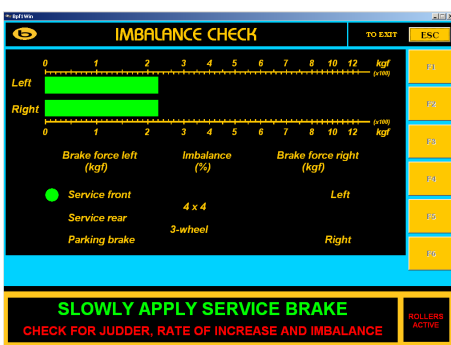 Bpf3Win
IMBALANCE CHECK
TO EXIT
ESC
0 1 2 3 4 5 6 7 8 10 12 kgf
(x100)
Left
Right
(x100)
0 1 2 3 4 5 6 7 8 10 12 kgf
Brake force left Imbalance Brake force right
(kgf) (%) (kgf)
Service front Left
4 x 4
Service rear
3-wheel
Parking brake Right
F1
F2
F3
F4
F5
F6
SLOWLY APPLY SERVICE BRAKE
CHECK FOR JUDDER, RATE OF INCREASE AND IMBALANCE
ROLLERS
ACTIVE